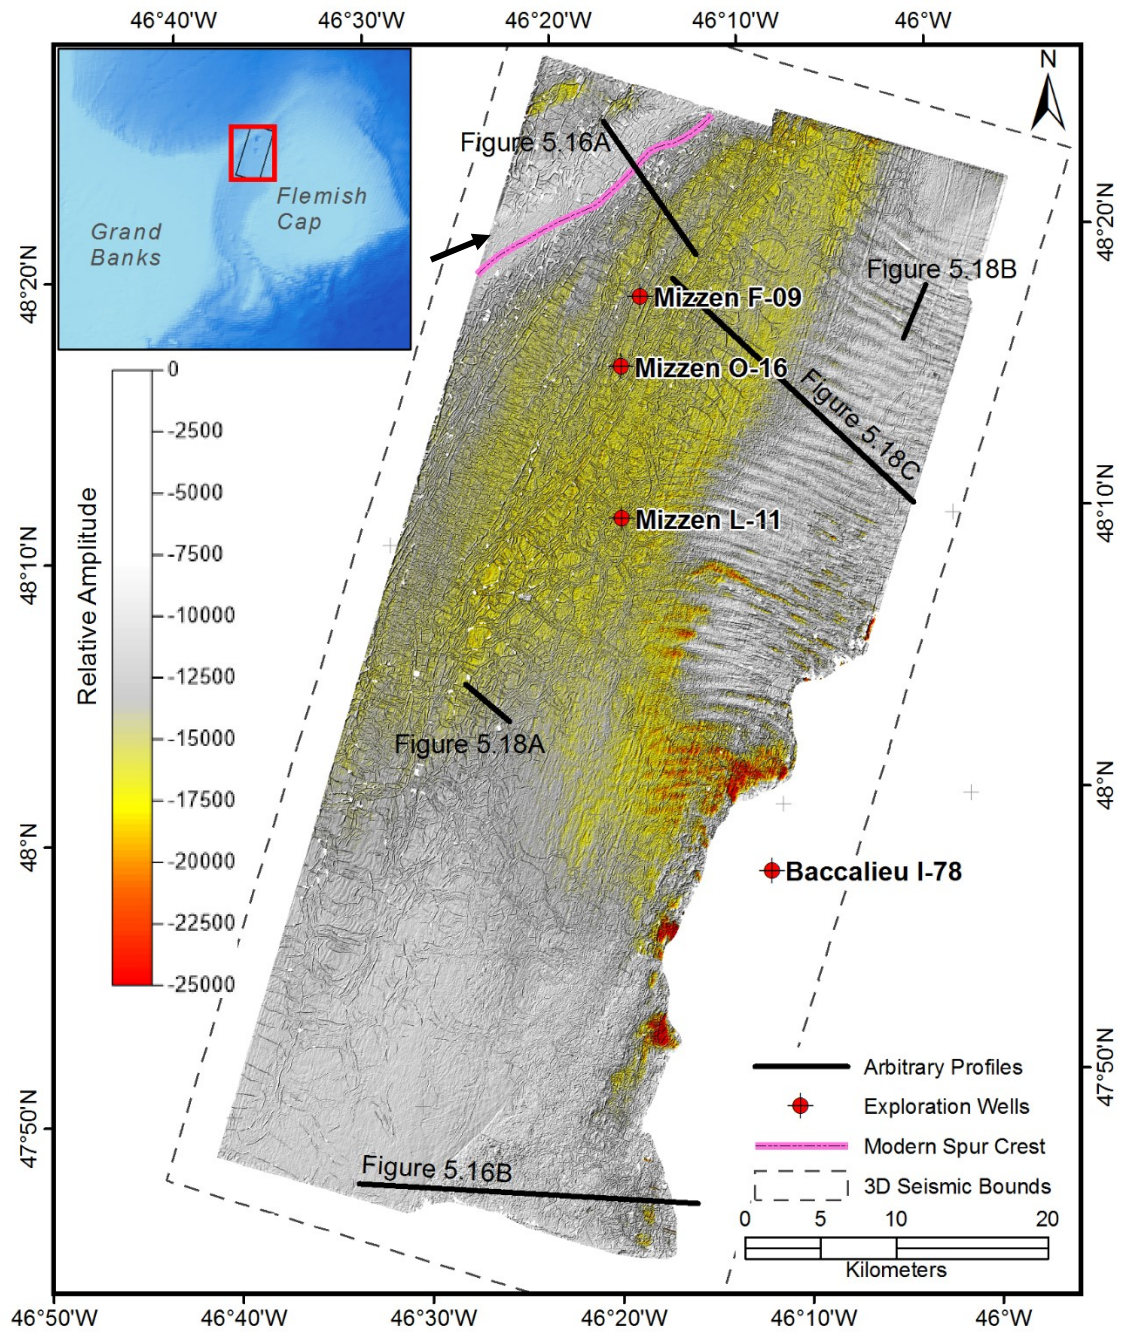 46°40'W 46°30'W 46°20'W 46°10'W 46°W
N
Grand
Banks
Flemish
Cap
Figure 5.16A
48°20'N
48°20'N
Figure 5.18B
Mizzen F-09
Mizzen O-16
Figure 5.18C
Relative Amplitude
0
-2500
-5000
-7500
-10000
-12500
-15000
-17500
-20000
-22500
-25000
48°10'N
48°10'N
Mizzen L-11
Figure 5.18A
48°N
48°N
Baccalieu I-78
47°50'N
47°50'N
Figure 5.16B
Arbitrary Profiles
Exploration Wells
Modern Spur Crest
3D Seismic Bounds
0 5 10 20
Kilometers
46°50'W 46°40'W 46°30'W 46°20'W 46°10'W 46°W